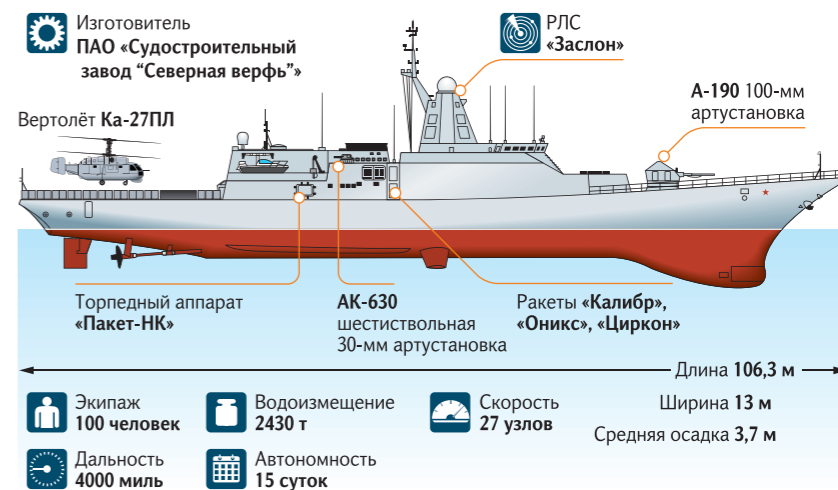 Изготовитель
ПАО «Судостроительный
завод “Северная верфь”»
РЛС
«Заслон»
А-190 100-мм
артустановка
Вертолёт Ка-27ПЛ
Торпедный аппарат
«Пакет-НК»
АК-630
шестиствольная
30-мм артустановка
Ракеты «Калибр»,
«Оникс», «Циркон»
Длина 106,3 м
Ширина 13 м
Средняя осадка 3,7 м
Экипаж
100 человек
Водоизмещение
2430 т
Скорость
27 узлов
Дальность
4000 миль
Автономность
15 суток